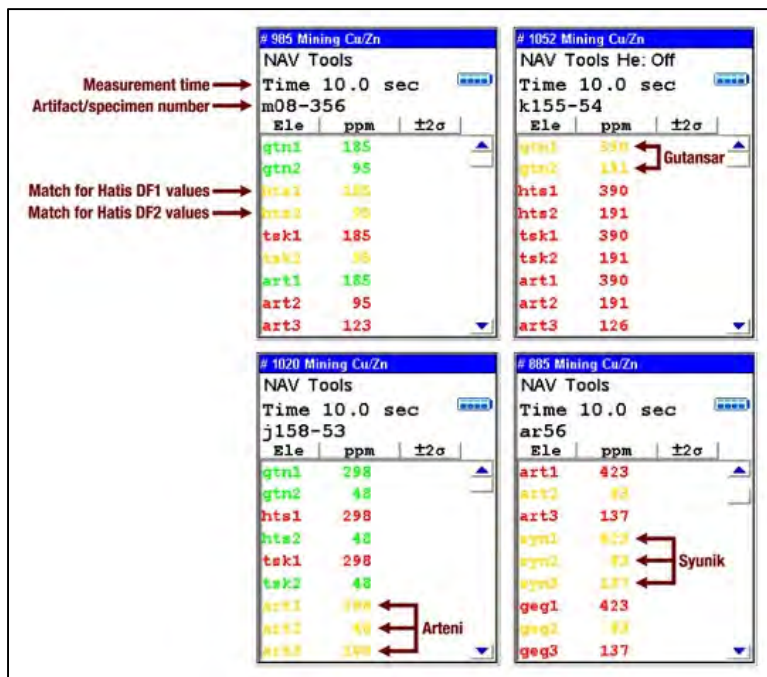 Measurement time
Artifact/specimen number
Match for Hatis DF1 values
Match for Hatis DF2 values
# 985 Mining Cu/Zn
NAV Tools
Time 10.0 sec
m08-356
Ele ppm ±2σ
gtn1 185
gtn2 95
hts1 185
hts2 95
tsk1 185
tsk2 95
art1 185
art2 95
art3 123
# 1052 Mining Cu/Zn
NAV Tools He: Off
Time 10.0 sec
k155-54
Ele ppm ±2σ
gtn1 390
gtn2 191
Gutansar
hts1 390
hts2 191
tsk1 390
tsk2 191
art1 390
art2 191
art3 126
# 1020 Mining Cu/Zn
NAV Tools
Time 10.0 sec
j158-53
Ele ppm ±2σ
gtn1 298
gtn2 48
hts1 298
hts2 48
tsk1 298
tsk2 48
art1 298
art2 48
art3
Arteni
# 885 Mining Cu/Zn
NAV Tools
Time 10.0 sec
ar56
Ele ppm ±2σ
art1 423
art2
art3 137
syn1 423
syn2
syn3 137
Syunik
geg1 423
geg2
geg3 137